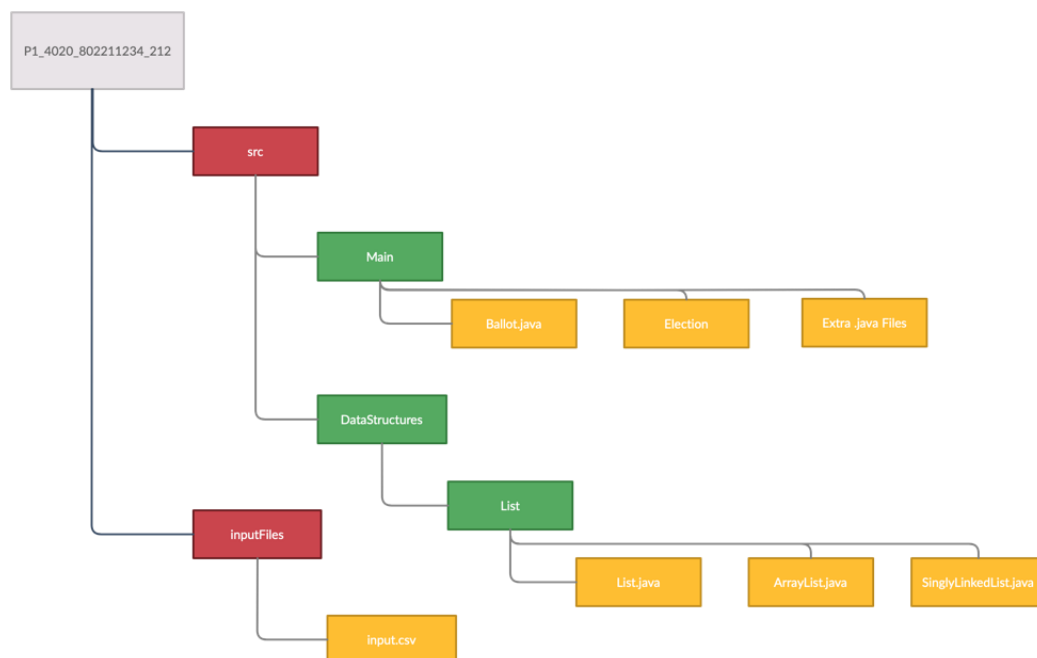 P1_4020_802211234_212
src
Main
Ballot.java
Election
Extra .java Files
DataStructures
List
inputFiles
List.java
ArrayList.java
SinglyLinkedList.java
input.csv